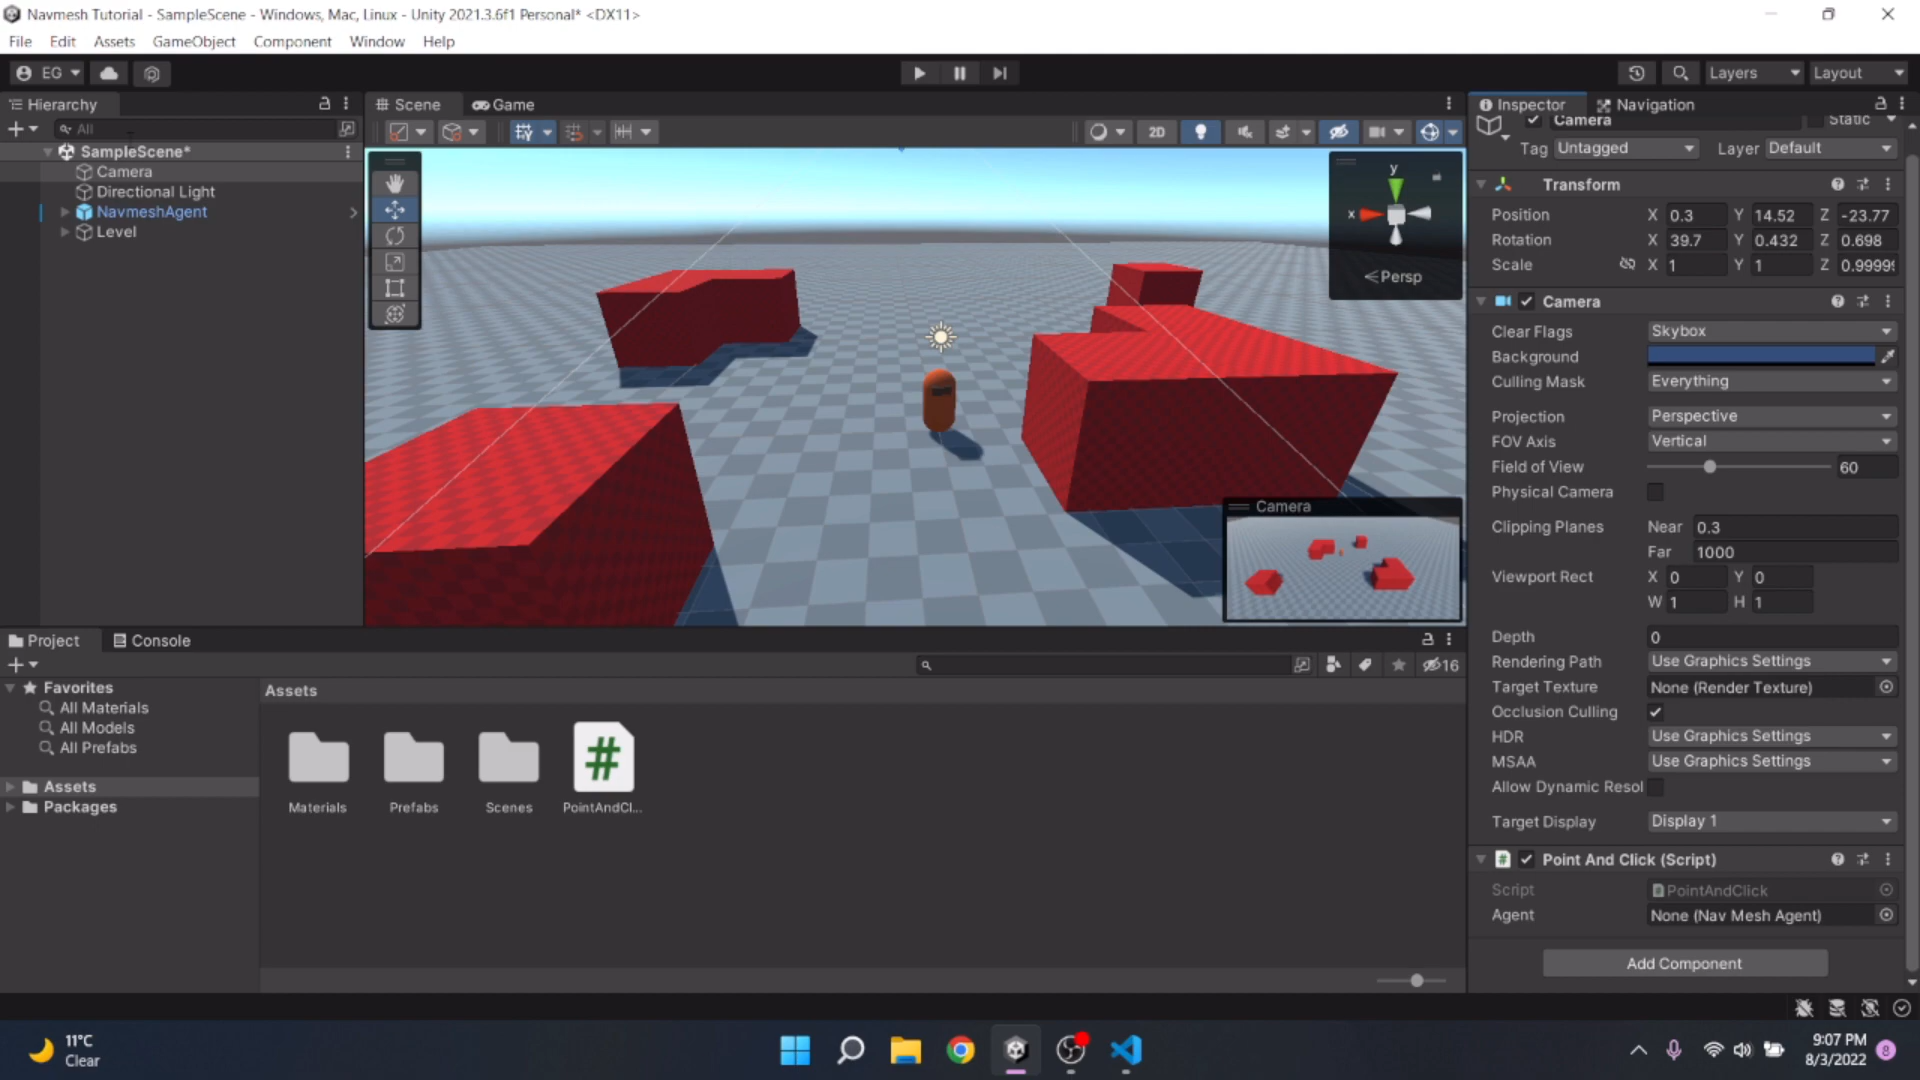 Navmesh Tutorial - SampleScene - Windows, Mac, Linux - Unity 2021.3.6f1 Personal* <DX11>
File Edit Assets GameObject Component Window Help
EG Layers Layout
Hierarchy
All
SampleScene*
Camera
Directional Light
NavmeshAgent
Level
Scene Game
2D
y
x
Persp
Camera
Inspector Navigation
Camera Static
Tag Untagged Layer Default
Transform
Position X 0.3 Y 14.52 Z -23.77
Rotation X 39.7 Y 0.432 Z 0.698
Scale X 1 Y 1 Z 0.9999
Camera
Clear Flags Skybox
Background
Culling Mask Everything
Projection Perspective
FOV Axis Vertical
Field of View 60
Physical Camera
Clipping Planes Near 0.3
Far 1000
Viewport Rect X 0 Y 0
W 1 H 1
Depth 0
Rendering Path Use Graphics Settings
Target Texture None (Render Texture)
Occlusion Culling
HDR Use Graphics Settings
MSAA Use Graphics Settings
Allow Dynamic Resol
Target Display Display 1
# Point And Click (Script)
Script PointAndClick
Agent None (Nav Mesh Agent)
Add Component
Project Console
16
Favorites
All Materials
All Models
All Prefabs
Assets
Packages
Assets
#
Materials Prefabs Scenes PointAndCl...
11°C
Clear
9:07 PM
8/3/2022
8